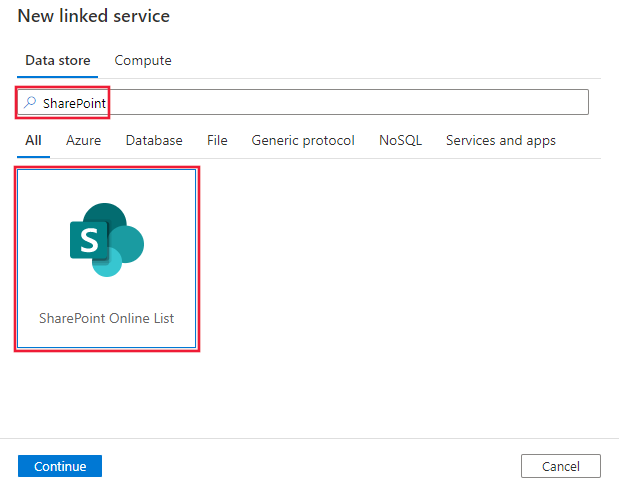 New linked service
Data store Compute
SharePoint
All Azure Database File Generic protocol NoSQL Services and apps
S
SharePoint Online List
Continue Cancel